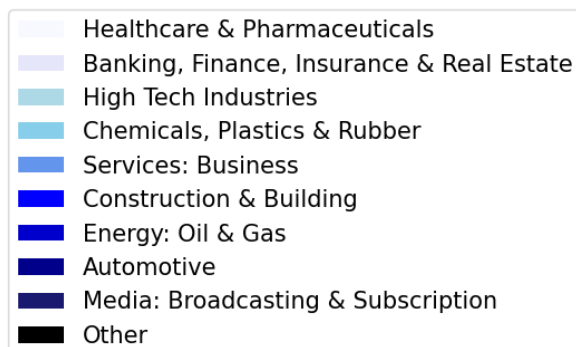 Healthcare & Pharmaceuticals
Banking, Finance, Insurance & Real Estate
High Tech Industries
Chemicals, Plastics & Rubber
Services: Business
Construction & Building
Energy: Oil & Gas
Automotive
Media: Broadcasting & Subscription
Other